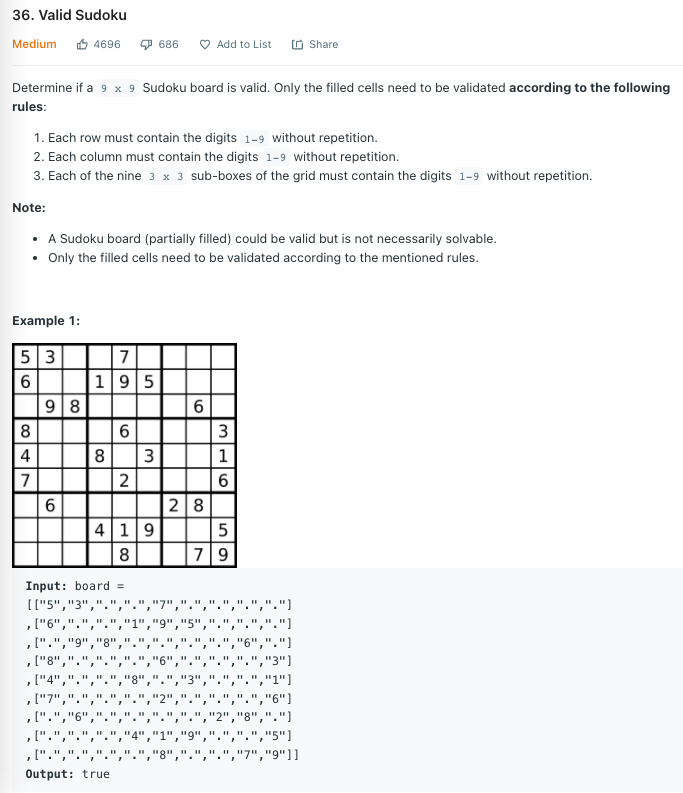 36. Valid Sudoku
Medium 4696 686 Add to List Share
Determine if a 9 x 9 Sudoku board is valid. Only the filled cells need to be validated according to the following
rules:
1. Each row must contain the digits 1-9 without repetition.
2. Each column must contain the digits 1-9 without repetition.
3. Each of the nine 3 x 3 sub-boxes of the grid must contain the digits 1-9 without repetition.
Note:
• A Sudoku board (partially filled) could be valid but is not necessarily solvable.
• Only the filled cells need to be validated according to the mentioned rules.
Example 1:
5 3 7
6 1 9 5
9 8 6
8 6 3
4 8 3 1
7 2 6
6 2 8
4 1 9 5
8 7 9
Input: board =
[["5","3",".",".","7",".",".",".","."]
,["6",".",".","1","9","5",".",".","."]
,[".","9","8",".",".",".",".","6","."]
,["8",".",".",".","6",".",".",".","3"]
,["4",".",".","8",".","3",".",".","1"]
,["7",".",".",".","2",".",".",".","6"]
,[".","6",".",".",".",".","2","8","."]
,[".",".",".","4","1","9",".",".","5"]
,[".",".",".",".","8",".",".","7","9"]]
Output: true